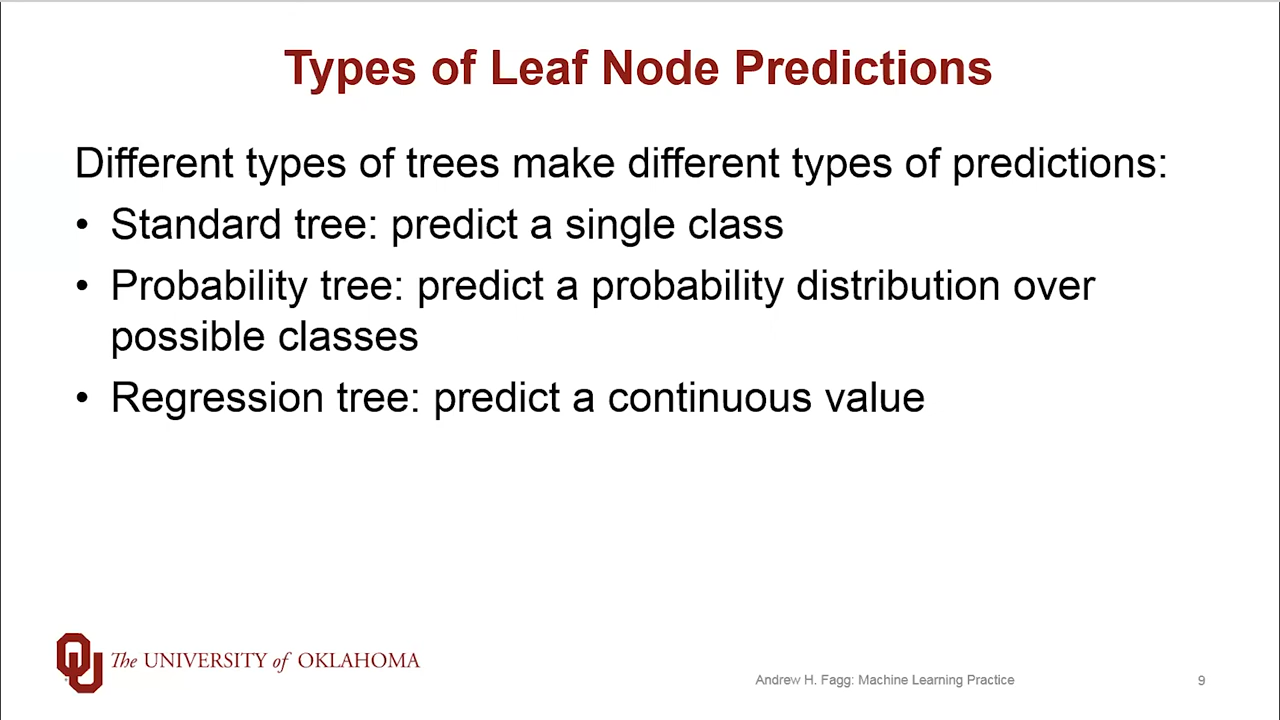 Types of Leaf Node Predictions
Different types of trees make different types of predictions:
• Standard tree: predict a single class
• Probability tree: predict a probability distribution over
possible classes
• Regression tree: predict a continuous value
The UNIVERSITY of OKLAHOMA
Andrew H. Fagg: Machine Learning Practice
9